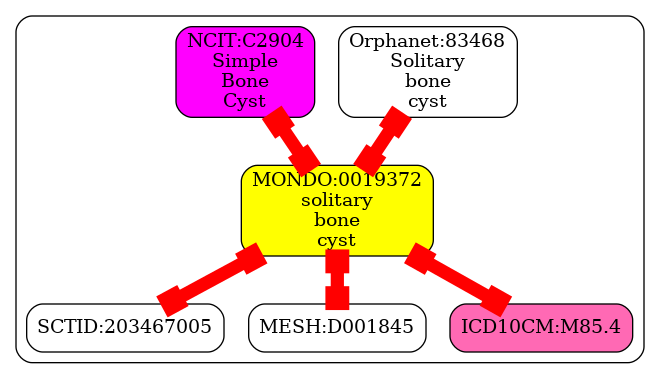 NCIT:C2904
Simple
Bone
Cyst
Orphanet:83468
Solitary
bone
cyst
MONDO:0019372
solitary
bone
cyst
SCTID:203467005
MESH:D001845
ICD10CM:M85.4